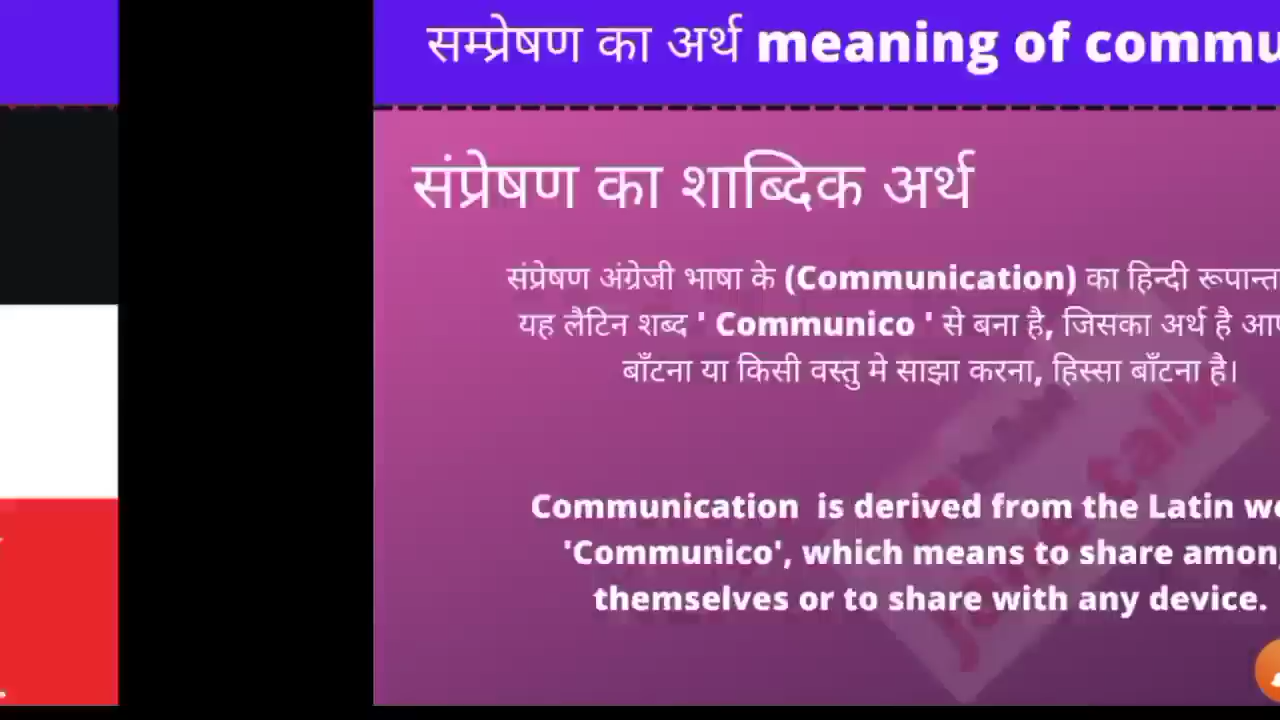 सम्प्रेषण का अर्थ meaning of commu
संप्रेषण का शाब्दिक अर्थ
संप्रेषण अंग्रेजी भाषा के (Communication) का हिन्दी रूपान्त
यह लैटिन शब्द ' Communico ' से बना है, जिसका अर्थ है आ
बाँटना या किसी वस्तु मे साझा करना, हिस्सा बाँटना है।
Communication is derived from the Latin w
'Communico', which means to share amon
themselves or to share with any device.
talk